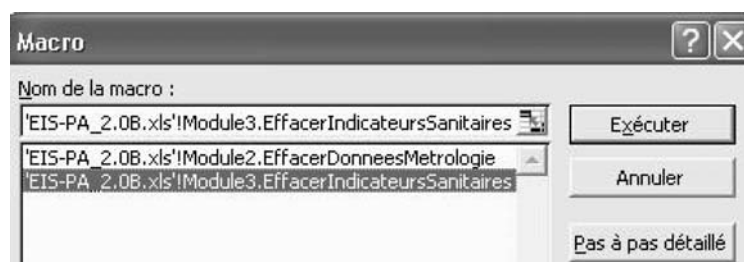 Macro
Nom de la macro :
'EIS-PA_2.0B.xls'!Module3.EffacerIndicateursSanitaires
Exécuter
'EIS-PA_2.0B.xls'!Module2.EffacerDonneesMetrologie
'EIS-PA_2.0B.xls'!Module3.EffacerIndicateursSanitaires
Annuler
Pas à pas détaillé